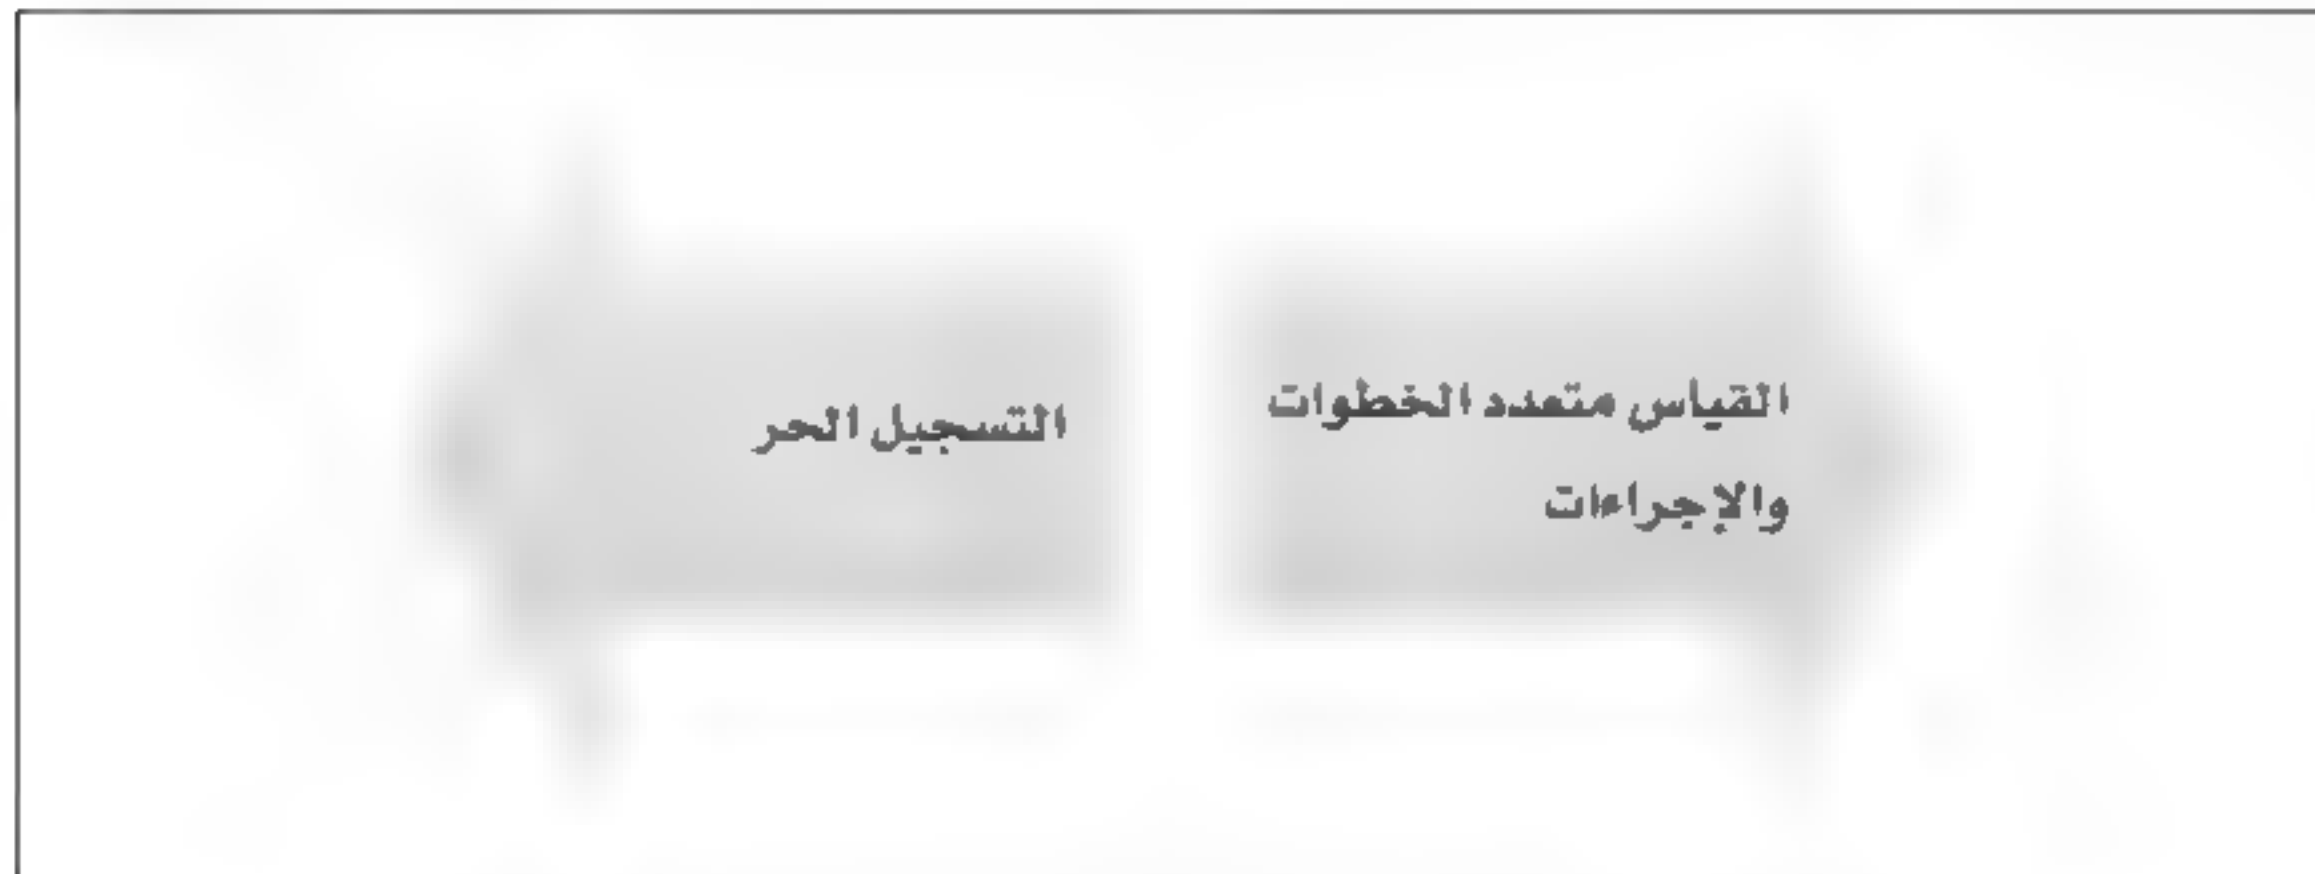 القياس متعدد الخطوات
والإجراءات
التسجيل الحر